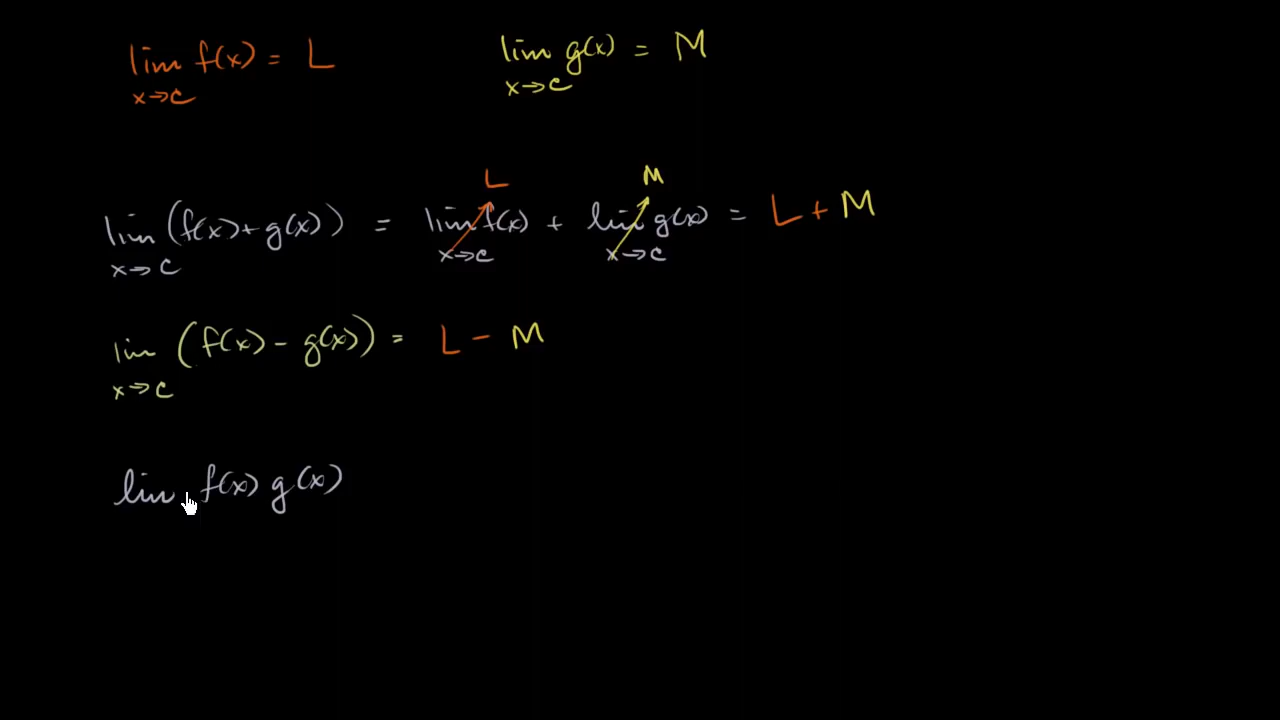 lim f(x) = L lim g(x) = M
x→c x→c
L M
lim (f(x)+g(x)) = lim f(x) + lim g(x) = L + M
x→c x→c x→c
lim (f(x) - g(x)) = L - M
x→c
lim f(x) g(x)